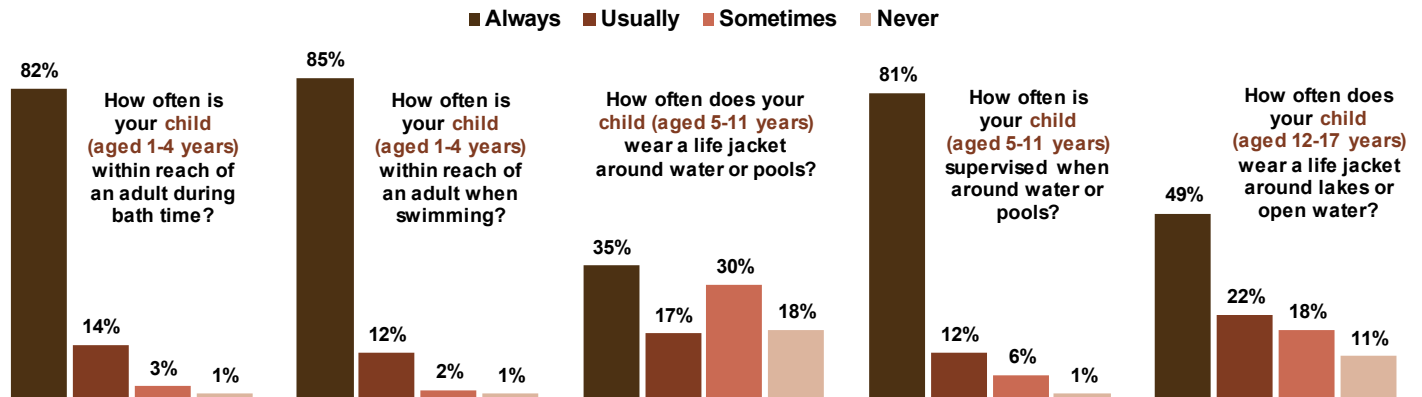 Always Usually Sometimes Never
82%
14%
3%
1%
How often is
your child
(aged 1-4 years)
within reach of
an adult during
bath time?
85%
12%
2%
1%
How often is
your child
(aged 1-4 years)
within reach of
an adult when
swimming?
How often does your
child (aged 5-11 years)
wear a life jacket
around water or pools?
35%
17%
30%
18%
81%
12%
6%
1%
How often is
your child
(aged 5-11 years)
supervised when
around water or
pools?
49%
22%
18%
11%
How often does
your child
(aged 12-17 years)
wear a life jacket
around lakes or
open water?